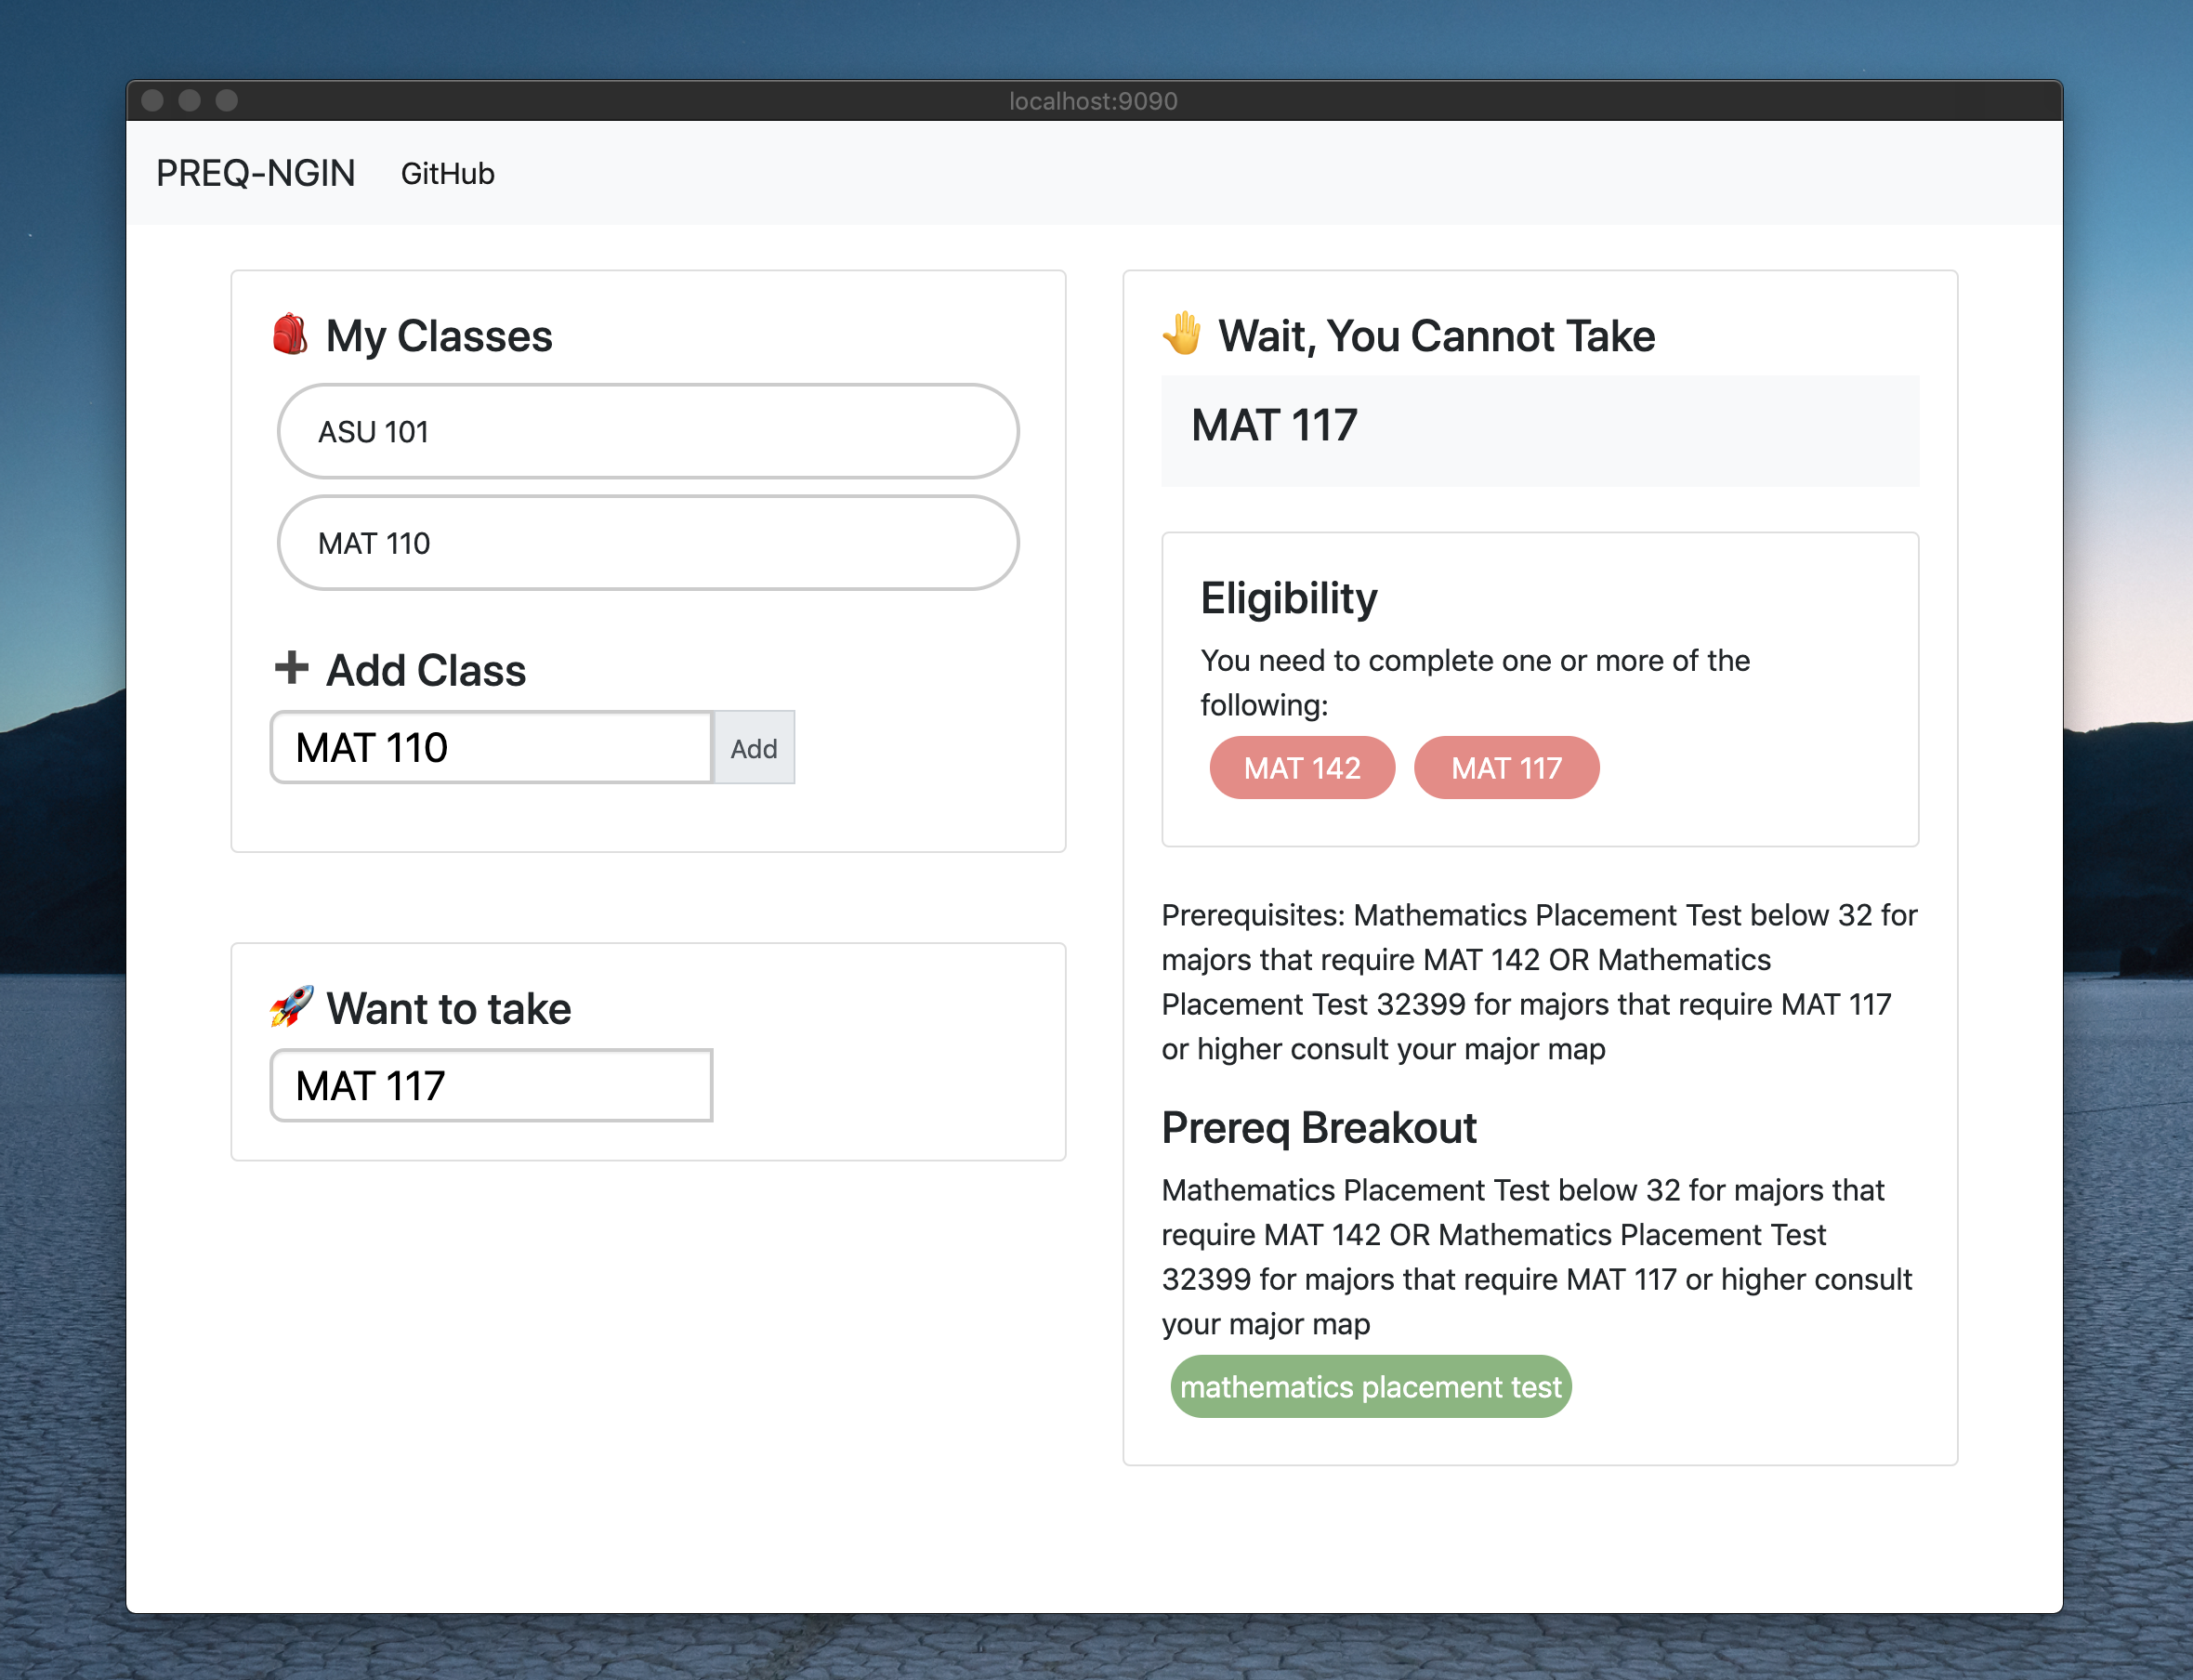 localhost:9090
PREQ-NGIN GitHub
My Classes
ASU 101
MAT 110
Add Class
MAT 110 Add
Want to take
MAT 117
Wait, You Cannot Take
MAT 117
Eligibility
You need to complete one or more of the
following:
MAT 142 MAT 117
Prerequisites: Mathematics Placement Test below 32 for
majors that require MAT 142 OR Mathematics
Placement Test 32399 for majors that require MAT 117
or higher consult your major map
Prereq Breakout
Mathematics Placement Test below 32 for majors that
require MAT 142 OR Mathematics Placement Test
32399 for majors that require MAT 117 or higher consult
your major map
mathematics placement test